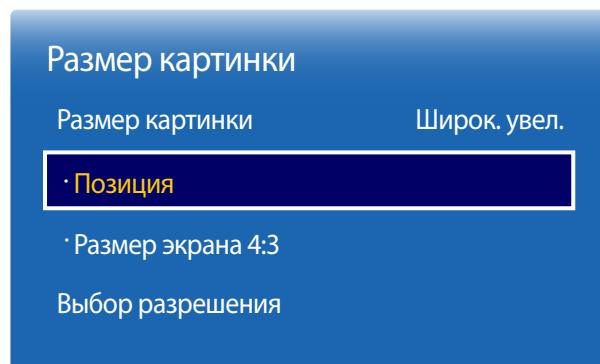 Размер картинки
Размер картинки Широк. увел.
· Позиция
· Размер экрана 4:3
Выбор разрешения